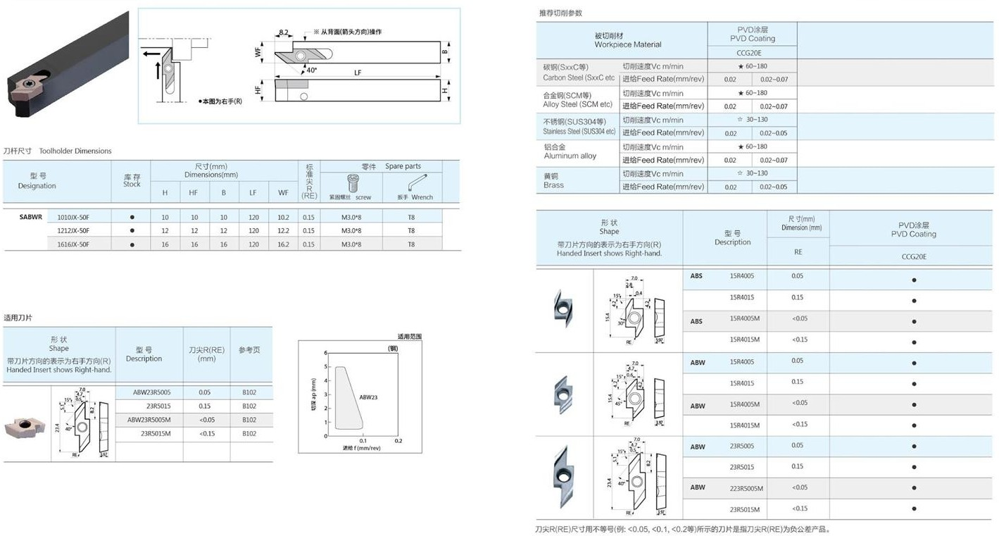 8.2
※ 从背面(箭头方向)操作
WF
B
40°
LF
HF
H
●本图为右手(R)
刀杆尺寸 Toolholder Dimensions
型 号
Designation
库 存
Stock
尺寸(mm)
Dimensions(mm)
H HF B LF WF
标准尖R(RE)
零件 Spare parts
紧固螺丝 screw
扳手 Wrench
SABWR 1010JX-50F ● 10 10 10 120 10.2 0.15 M3.0*8 T8
1212JX-50F ● 12 12 12 120 12.2 0.15 M3.0*8 T8
1616JX-50F ● 16 16 16 120 16.2 0.15 M3.0*8 T8
适用刀片
形 状
Shape
带刀片方向的表示为右手方向(R)
Handed Insert shows Right-hand.
型 号
Description
刀尖R(RE)
(mm)
参考页
7.0
4.7
15° 0.5
5.1
8.2
23.4
40°
RE
3.97
ABW23R5005 0.05 B102
23R5015 0.15 B102
ABW23R5005M <0.05 B102
23R5015M <0.15 B102
适用范围
(钢)
切深 ap (mm)
6
5
4
3
2
1
0
ABW23
0.1 0.2
进给 f (mm/rev)
推荐切削参数
被切削材
Workpiece Material
PVD涂层
PVD Coating
CCG20E
碳钢(SxxC等)
Carbon Steel (SxxC etc
切削速度Vc m/min ★ 60~180
进给Feed Rate(mm/rev) 0.02 0.02~0.07
合金钢(SCM等)
Alloy Steel (SCM etc)
切削速度Vc m/min ★ 60~180
进给Feed Rate(mm/rev) 0.02 0.02~0.07
不锈钢(SUS304等)
Stainless Steel (SUS304 etc)
切削速度Vc m/min ☆ 30~130
进给Feed Rate(mm/rev) 0.02 0.02~0.05
铝合金
Aluminum alloy
切削速度Vc m/min ★ 60~180
进给Feed Rate(mm/rev) 0.02 0.02~0.07
黄铜
Brass
切削速度Vc m/min ☆ 30~130
进给Feed Rate(mm/rev) 0.02 0.02~0.05
形 状
Shape
带刀片方向的表示为右手方向(R)
Handed Insert shows Right-hand.
型 号
Description
尺寸(mm)
Dimension (mm)
RE
PVD涂层
PVD Coating
CCG20E
7.0
2.8
15° 0.4
4.2
4.2
15.4
30°
RE
3.97
ABS 15R4005 0.05 ●
15R4015 0.15 ●
ABS 15R4005M <0.05 ●
15R4015M <0.15 ●
7.0
4.7
15° 0.6
4.2
4.2
15.4
45°
RE
3.97
ABW 15R4005 0.05 ●
15R4015 0.15 ●
ABW 15R4005M <0.05 ●
15R4015M <0.15 ●
7.0
4.7
15° 0.5
5.1
8.2
23.4
40°
RE
3.97
ABW 23R5005 0.05 ●
23R5015 0.15 ●
ABW 223R5005M <0.05 ●
23R5015M <0.15 ●
刀尖R(RE)尺寸用不等号(例: <0.05, <0.1, <0.2等)所示的刀片是指刀尖R(RE)为负公差产品。